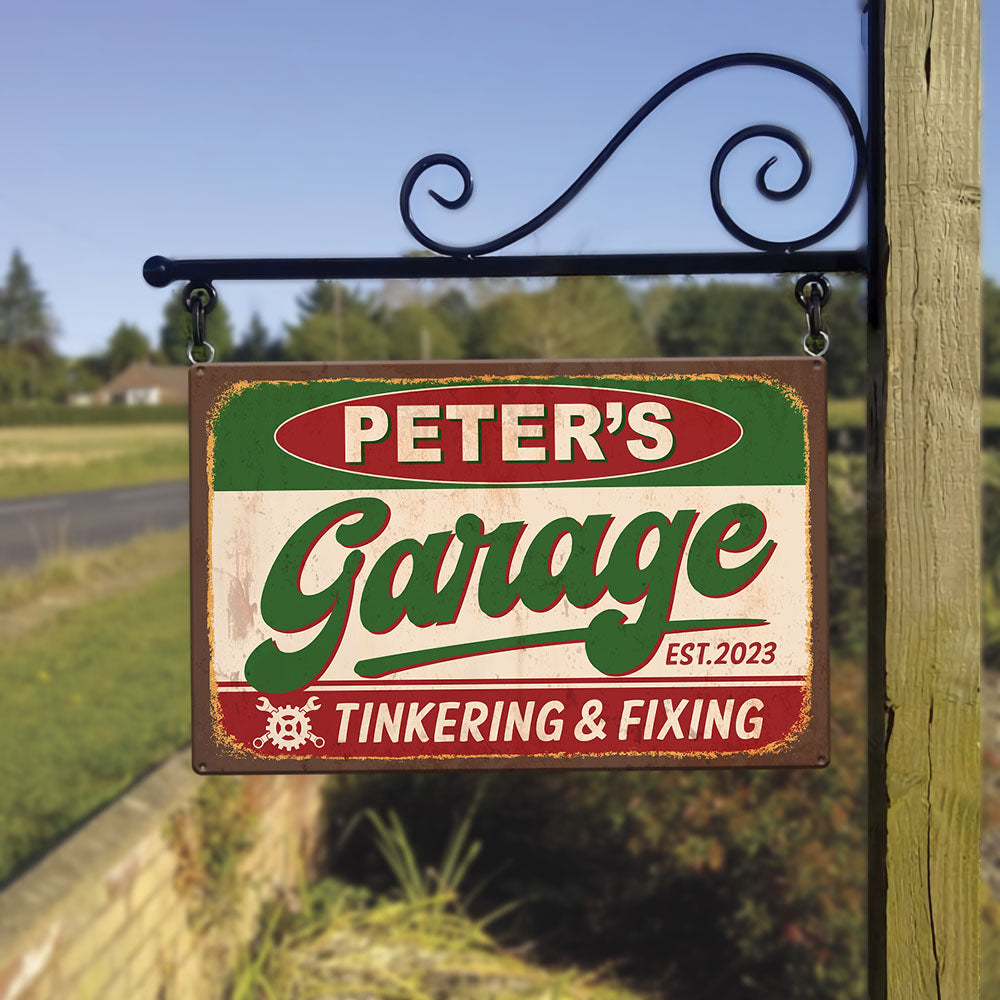 PETER'S
Garage
EST.2023
TINKERING & FIXING